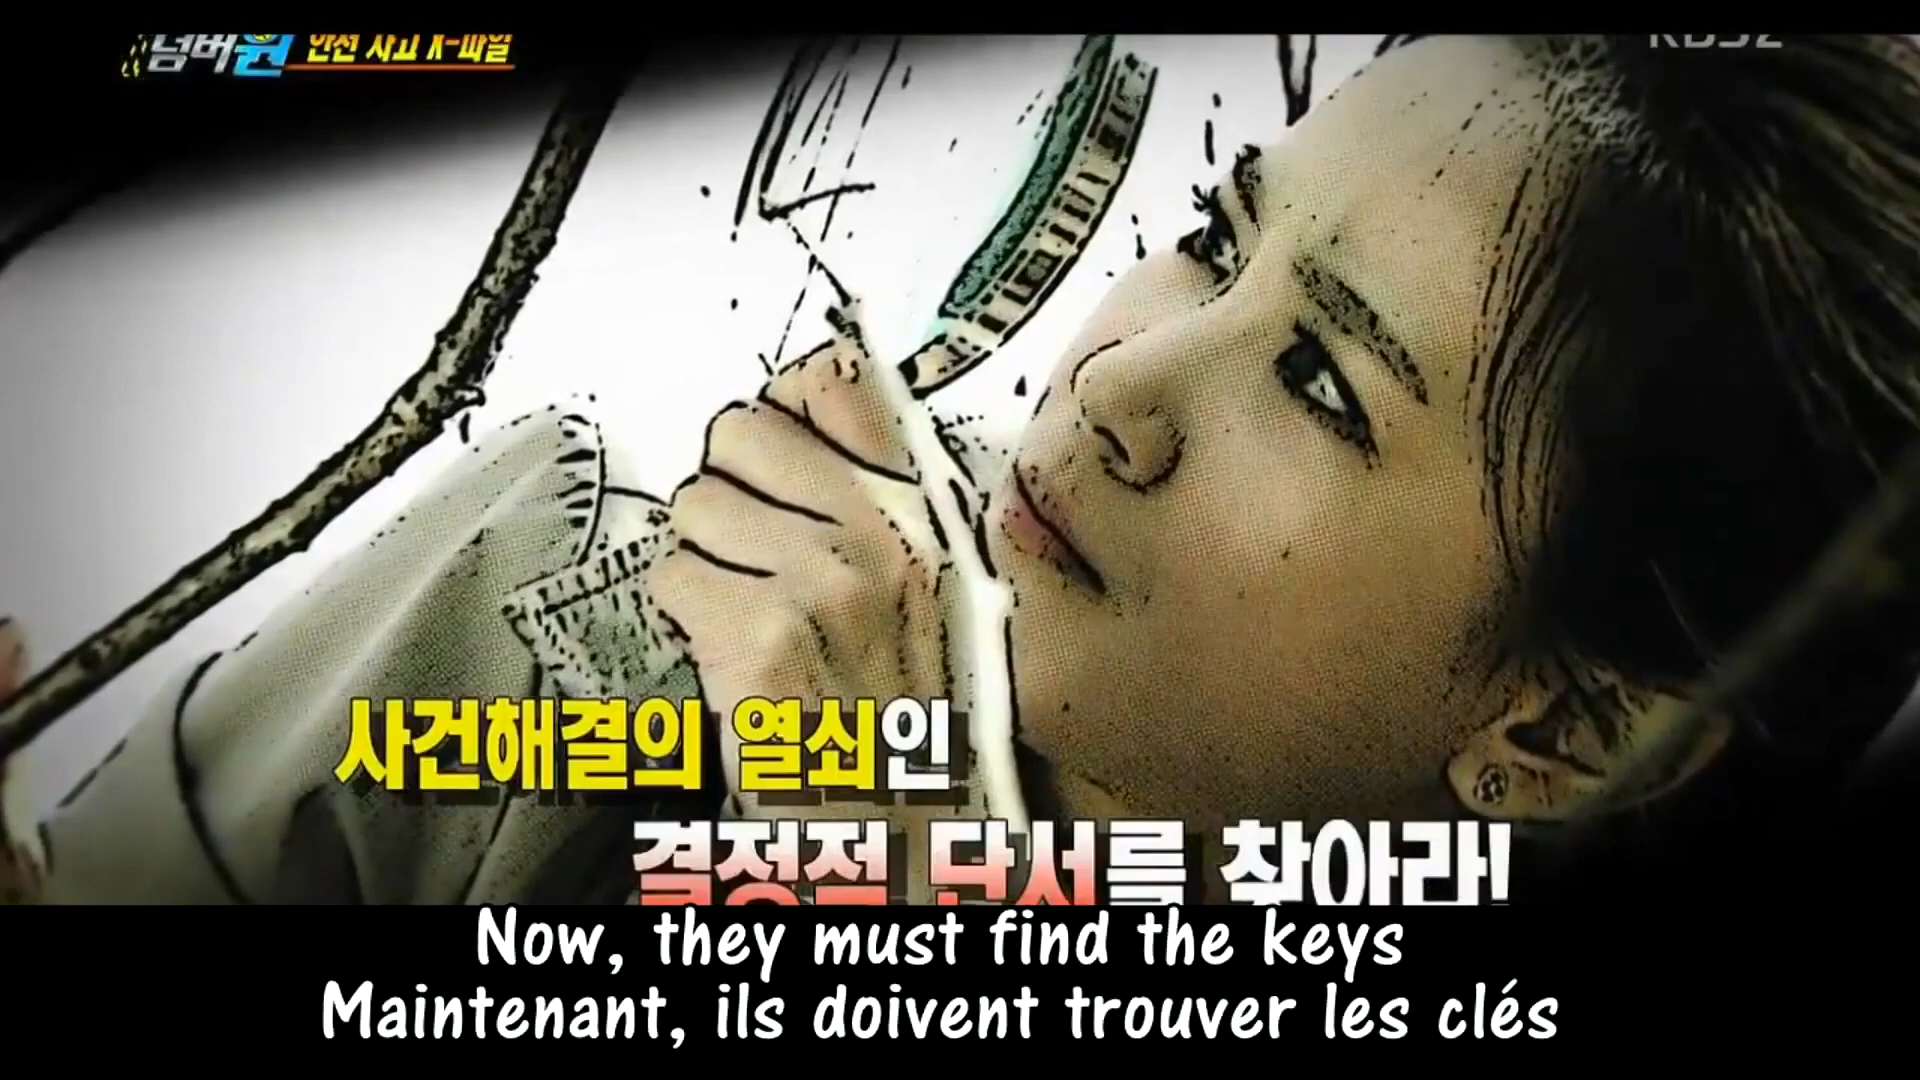 넘버원 안전 사고 X-파일
KBS2
사건해결의 열쇠인
결정적 단서를 찾아라!
Now, they must find the keys
Maintenant, ils doivent trouver les clés